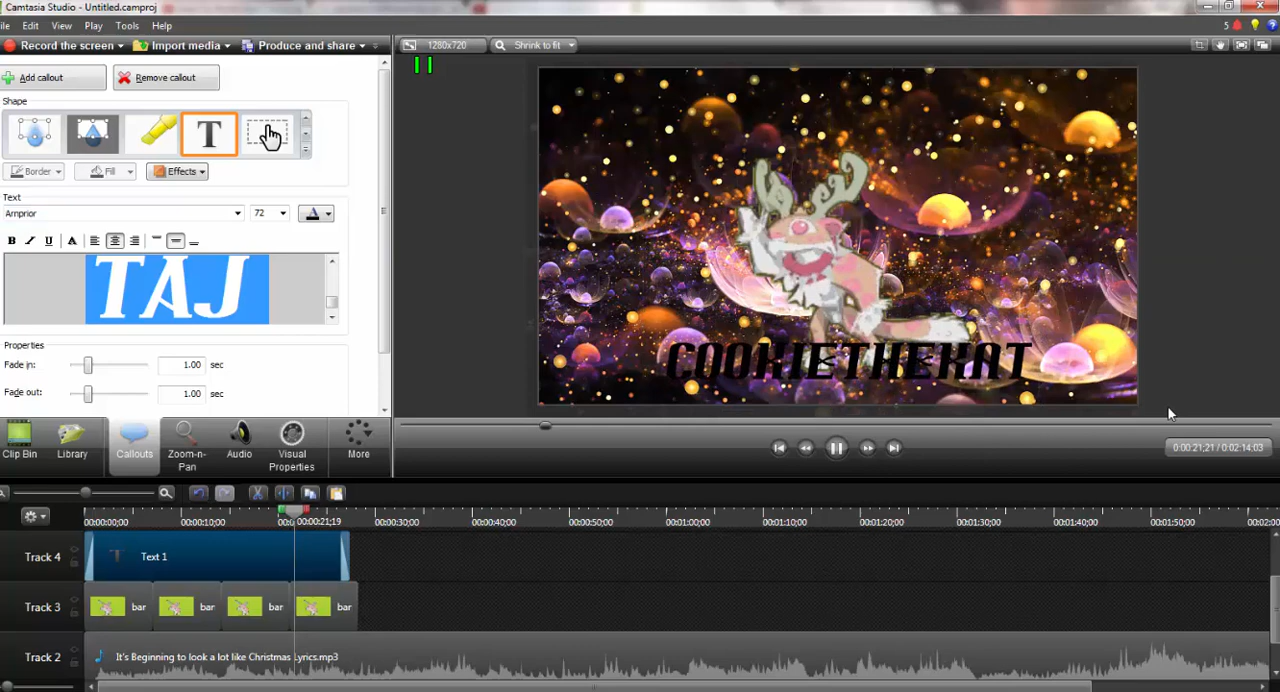 Camtasia Studio - Untitled.camproj
ile Edit View Play Tools Help
5
Record the screen Import media Produce and share
1280x720 Shrink to fit
Add callout Remove callout
Shape
T
Border Fill Effects
Text
Arnprior 72 A
B I U A
TAJ
Properties
Fade in: 1.00 sec
Fade out: 1.00 sec
COOKIETHEKAT
Clip Bin Library Callouts Zoom-n-Pan Audio Visual Properties More
0:00:21;21 / 0:02:14;03
00:00:00;00 00:00:10;00 00:00:21;19 00:00:30;00 00:00:40;00 00:00:50;00 00:01:00;00 00:01:10;00 00:01:20;00 00:01:30;00 00:01:40;00 00:01:50;00 00:02:00
Track 4 T Text 1
Track 3 bar bar bar bar
Track 2 It's Beginning to look a lot like Christmas Lyrics.mp3